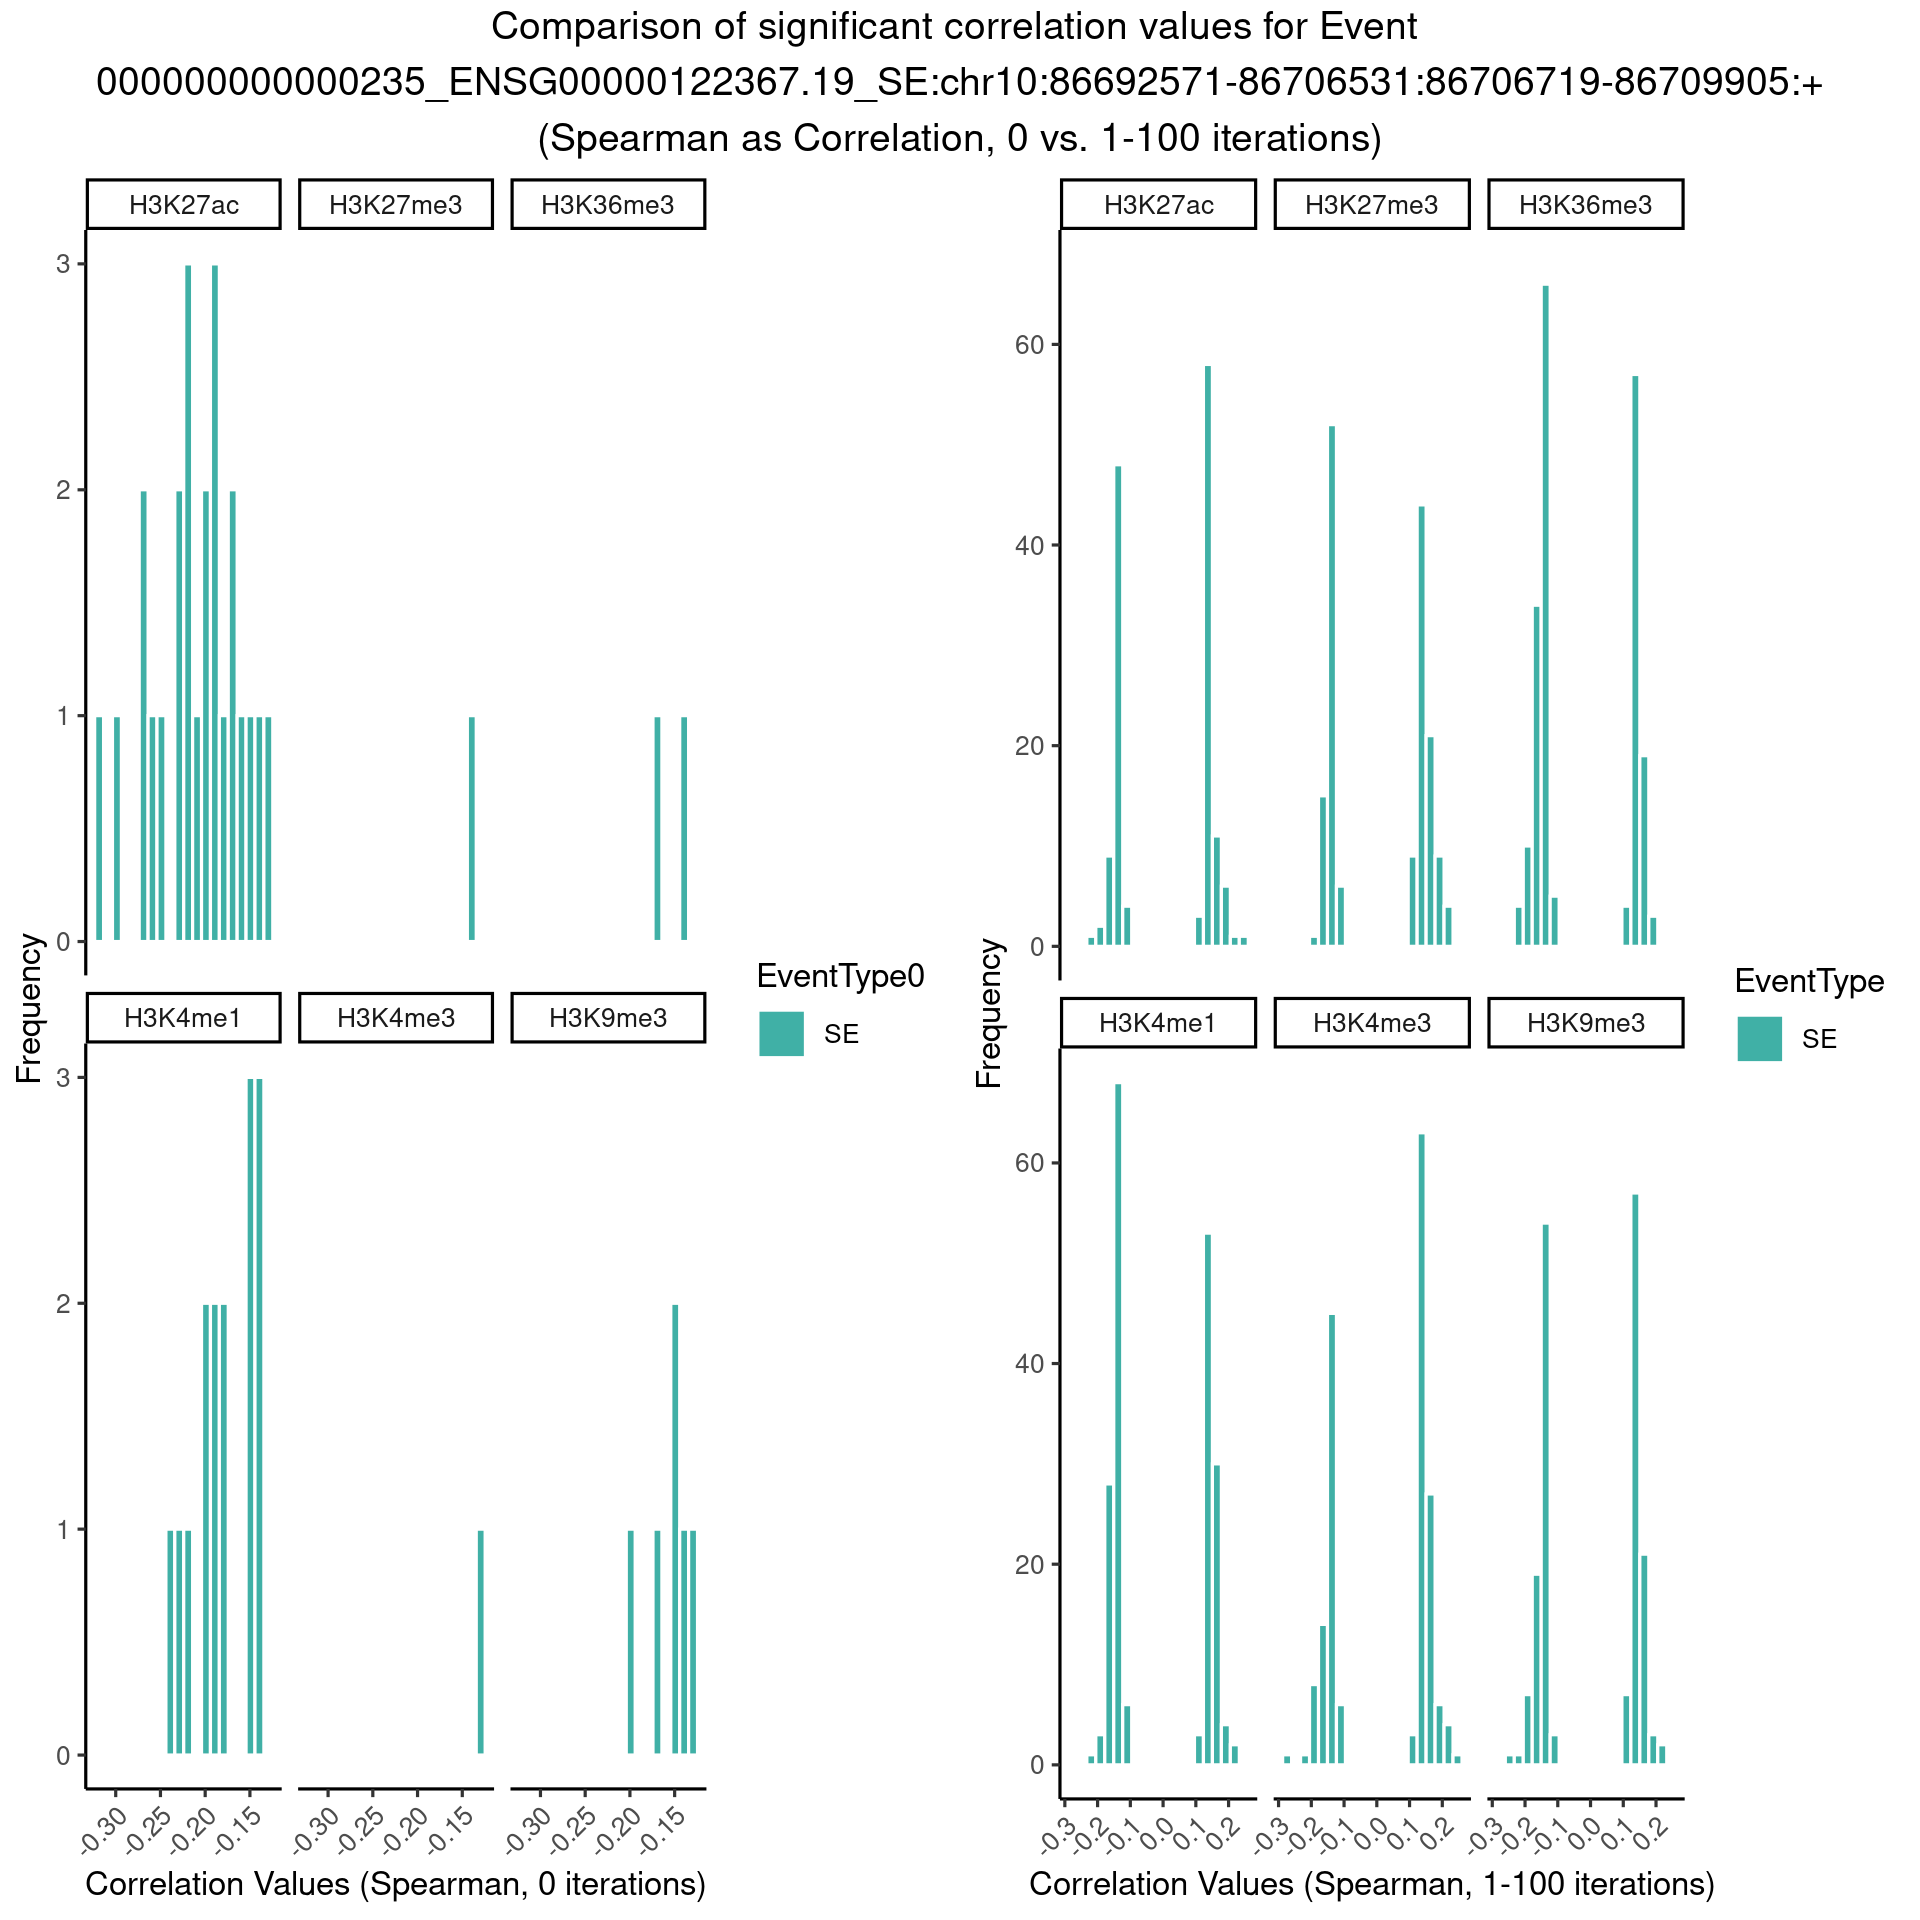 Comparison of significant correlation values for Event
000000000000235_ENSG00000122367.19_SE:chr10:86692571-86706531:86706719-86709905:+
(Spearman as Correlation, 0 vs. 1-100 iterations)
H3K27ac H3K27me3 H3K36me3
3
2
1
0
H3K4me1 H3K4me3 H3K9me3
3
2
1
0
-0.30 -0.25 -0.20 -0.15 -0.30 -0.25 -0.20 -0.15 -0.30 -0.25 -0.20 -0.15
Correlation Values (Spearman, 0 iterations)
Frequency
EventType0
SE
H3K27ac H3K27me3 H3K36me3
60
40
20
0
H3K4me1 H3K4me3 H3K9me3
60
40
20
0
-0.3 -0.2 -0.1 0.0 0.1 0.2 -0.3 -0.2 -0.1 0.0 0.1 0.2 -0.3 -0.2 -0.1 0.0 0.1 0.2
Correlation Values (Spearman, 1-100 iterations)
Frequency
EventType
SE